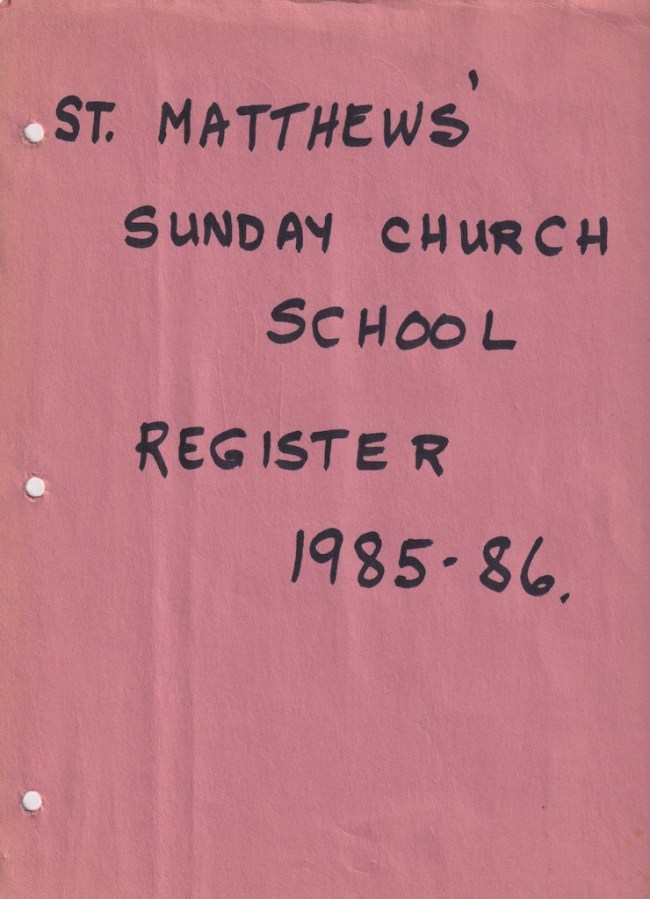 ST. MATTHEWS'
SUNDAY CHURCH
SCHOOL
REGISTER
1985-86.